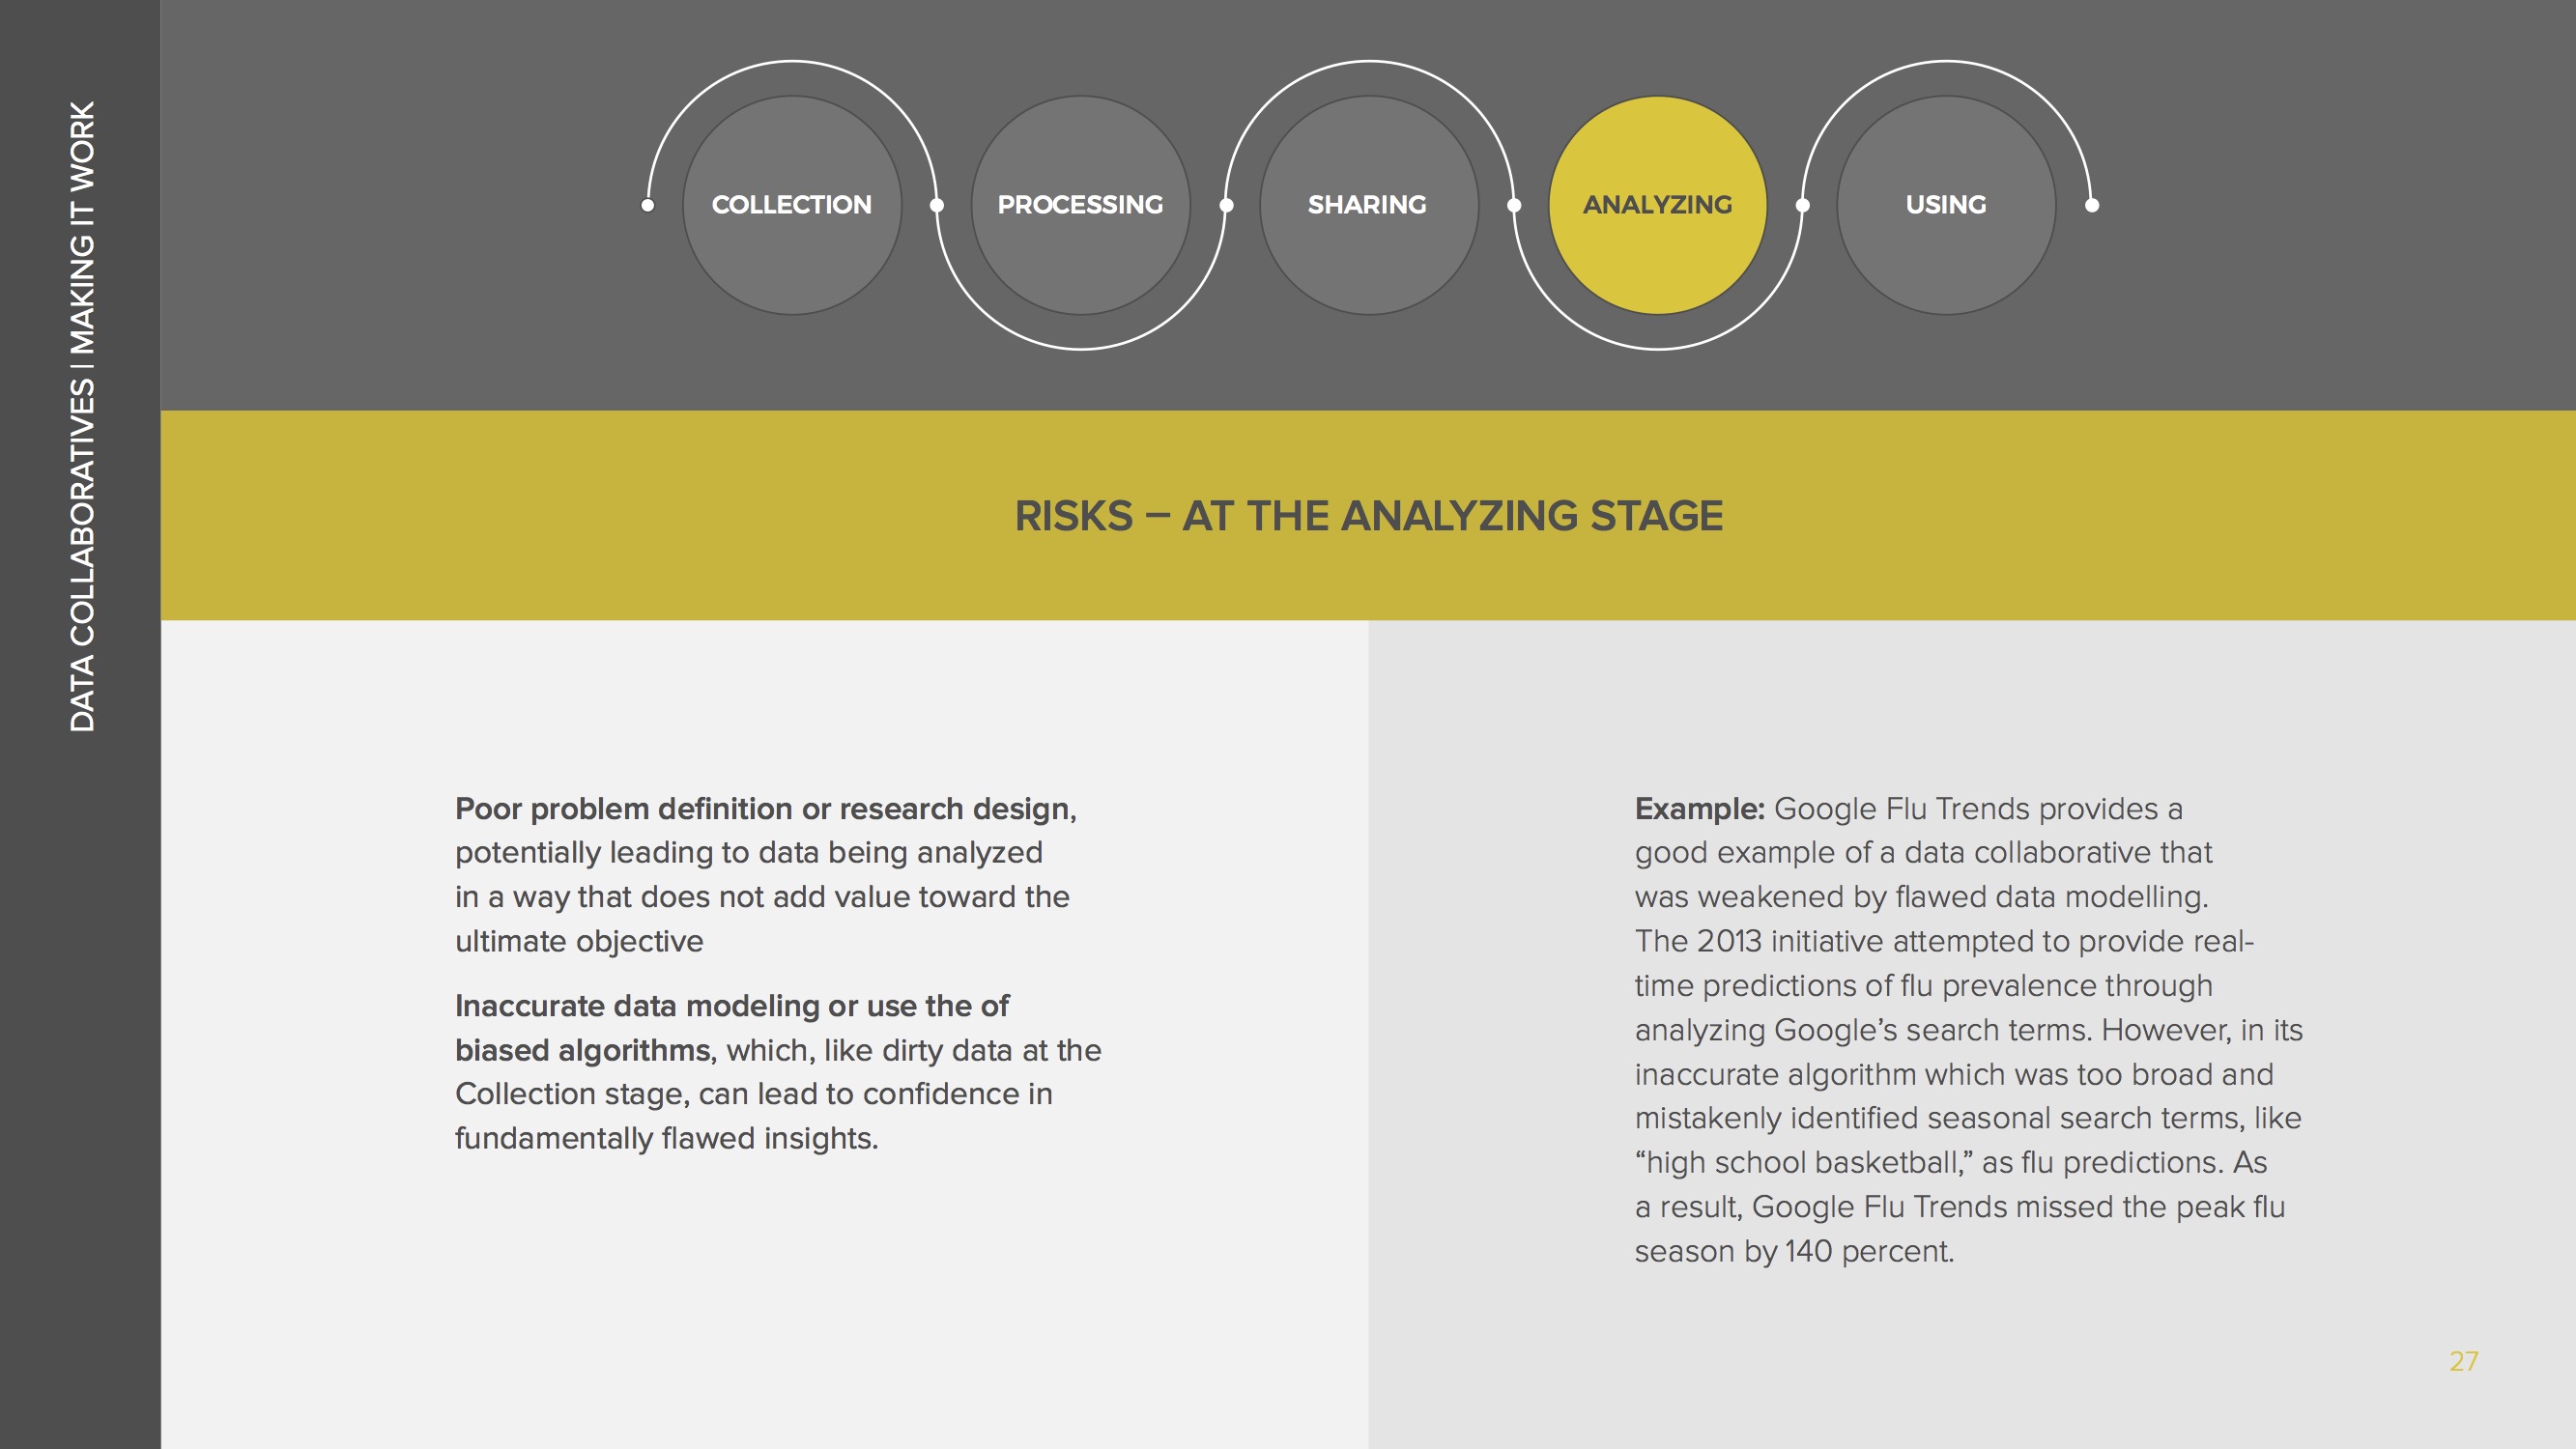 DATA COLLABORATIVES | MAKING IT WORK
COLLECTION
PROCESSING
SHARING
ANALYZING
USING
RISKS – AT THE ANALYZING STAGE
Poor problem definition or research design,
potentially leading to data being analyzed
in a way that does not add value toward the
ultimate objective
Inaccurate data modeling or use the of
biased algorithms, which, like dirty data at the
Collection stage, can lead to confidence in
fundamentally flawed insights.
Example: Google Flu Trends provides a
good example of a data collaborative that
was weakened by flawed data modelling.
The 2013 initiative attempted to provide real-
time predictions of flu prevalence through
analyzing Google’s search terms. However, in its
inaccurate algorithm which was too broad and
mistakenly identified seasonal search terms, like
“high school basketball,” as flu predictions. As
a result, Google Flu Trends missed the peak flu
season by 140 percent.
27